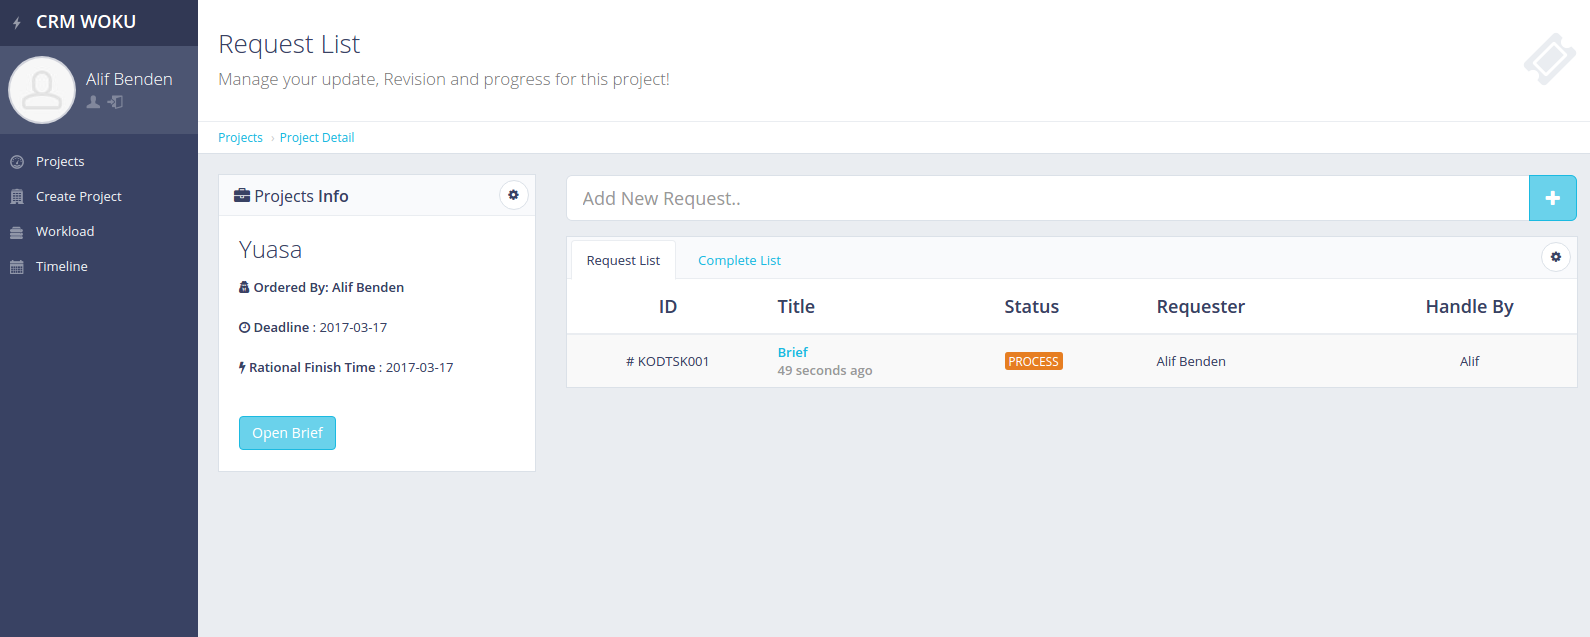 CRM WOKU
Alif Benden
Projects
Create Project
Workload
Timeline
Request List
Manage your update, Revision and progress for this project!
Projects › Project Detail
Projects Info
Yuasa
Ordered By: Alif Benden
Deadline : 2017-03-17
Rational Finish Time : 2017-03-17
Open Brief
Add New Request..
Request List Complete List
ID Title Status Requester Handle By
# KODTSK001 Brief PROCESS Alif Benden Alif
49 seconds ago